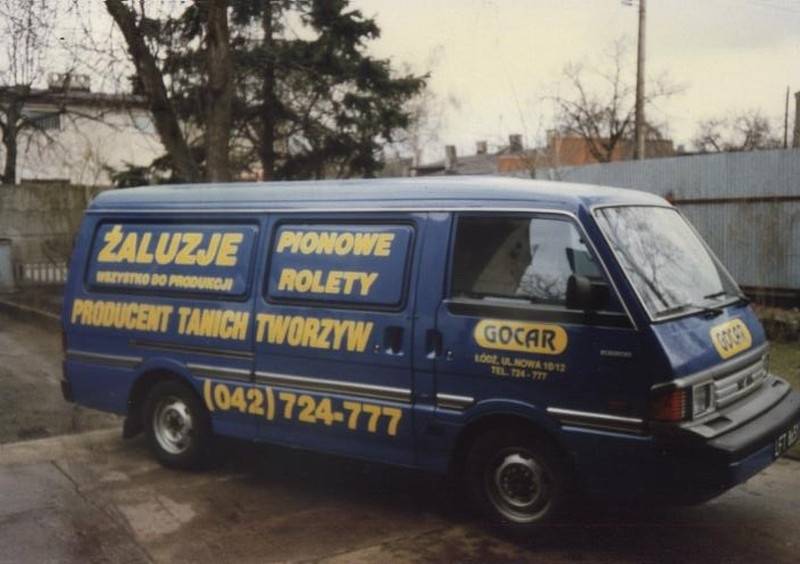 ŻALUZJE
WSZYSTKO DO PRODUKCJI
PIONOWE
ROLETY
PRODUCENT TANICH TWORZYW
(042) 724-777
GOCAR
ŁÓDŹ, UL. NOWA 10/12
TEL. 724-777
GOCAR